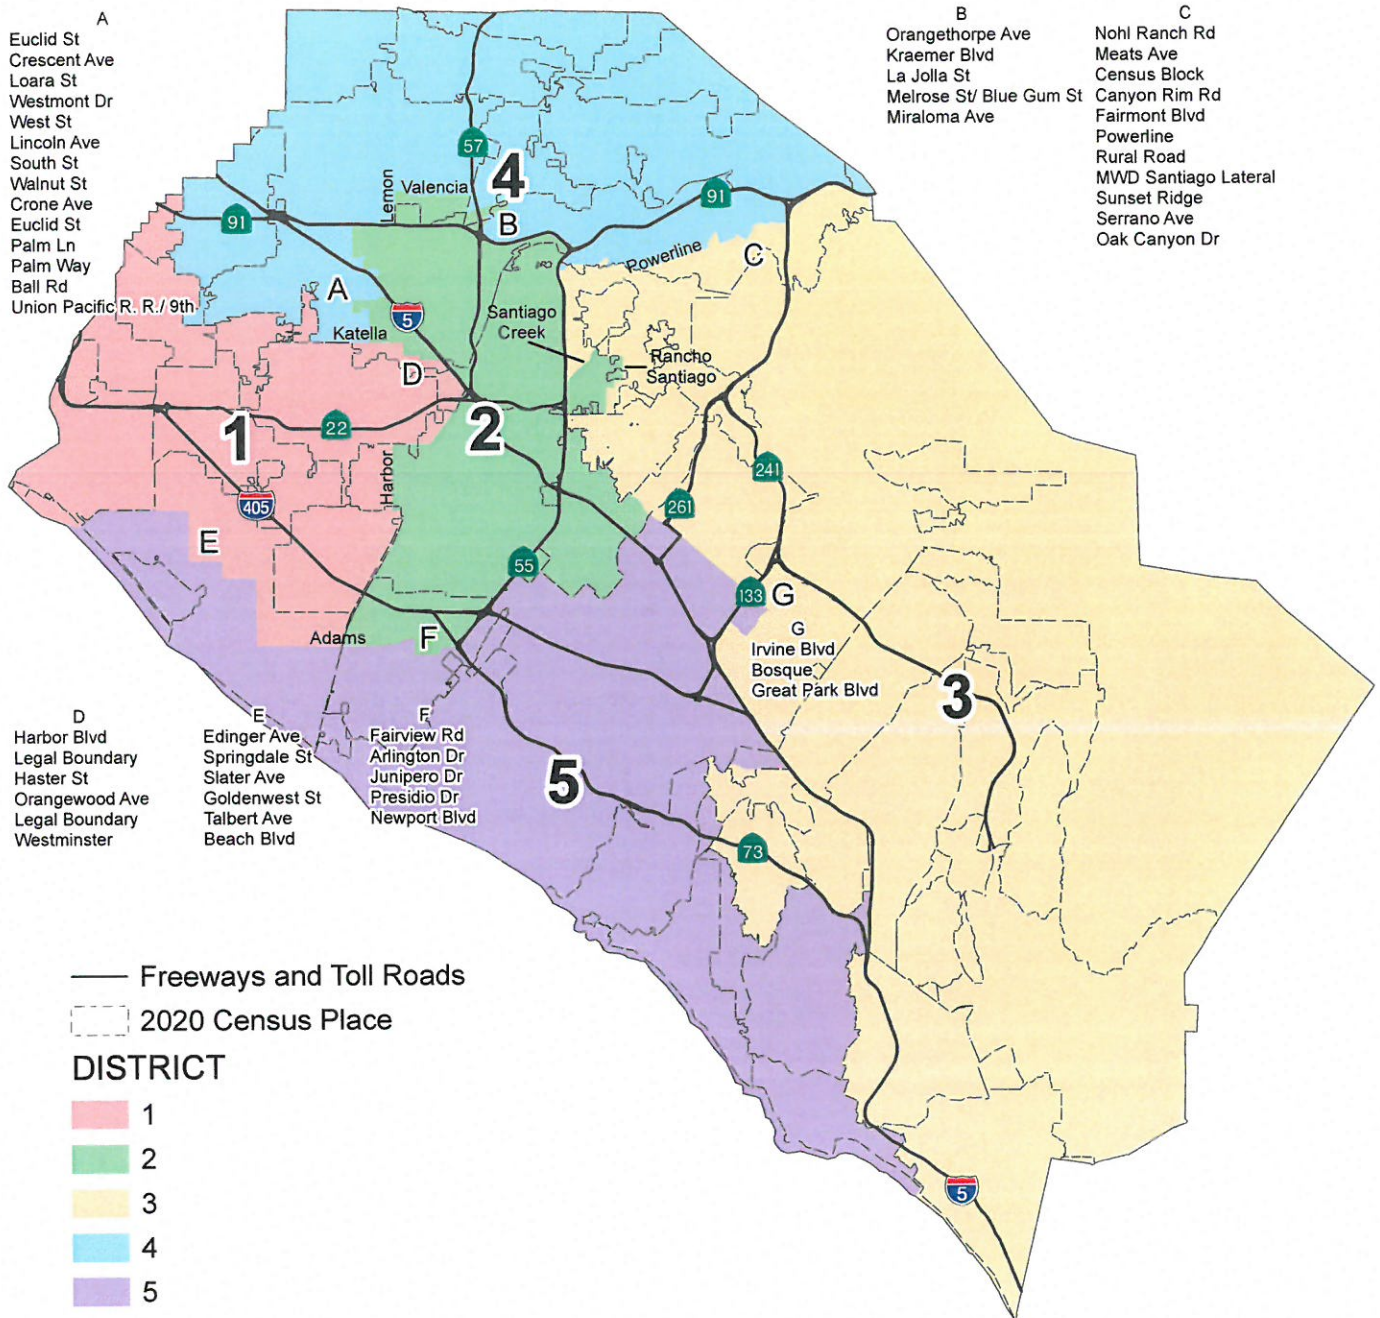 A
Euclid St
Crescent Ave
Loara St
Westmont Dr
West St
Lincoln Ave
South St
Walnut St
Crone Ave
Euclid St
Palm Ln
Palm Way
Ball Rd
Union Pacific R. R./ 9th
B
Orangethorpe Ave
Kraemer Blvd
La Jolla St
Melrose St/ Blue Gum St
Miraloma Ave
C
Nohl Ranch Rd
Meats Ave
Census Block
Canyon Rim Rd
Fairmont Blvd
Powerline
Rural Road
MWD Santiago Lateral
Sunset Ridge
Serrano Ave
Oak Canyon Dr
57
4
Lemon
Valencia
91
91
B
Powerline
C
A
5
Katella
Santiago
Creek
Rancho
Santiago
D
1
22
2
Harbor
405
241
261
E
55
133
G
Adams
F
G
Irvine Blvd
Bosque
Great Park Blvd
3
D
Harbor Blvd
Legal Boundary
Haster St
Orangewood Ave
Legal Boundary
Westminster
E
Edinger Ave
Springdale St
Slater Ave
Goldenwest St
Talbert Ave
Beach Blvd
F
Fairview Rd
Arlington Dr
Junipero Dr
Presidio Dr
Newport Blvd
5
73
5
Freeways and Toll Roads
2020 Census Place
DISTRICT
1
2
3
4
5